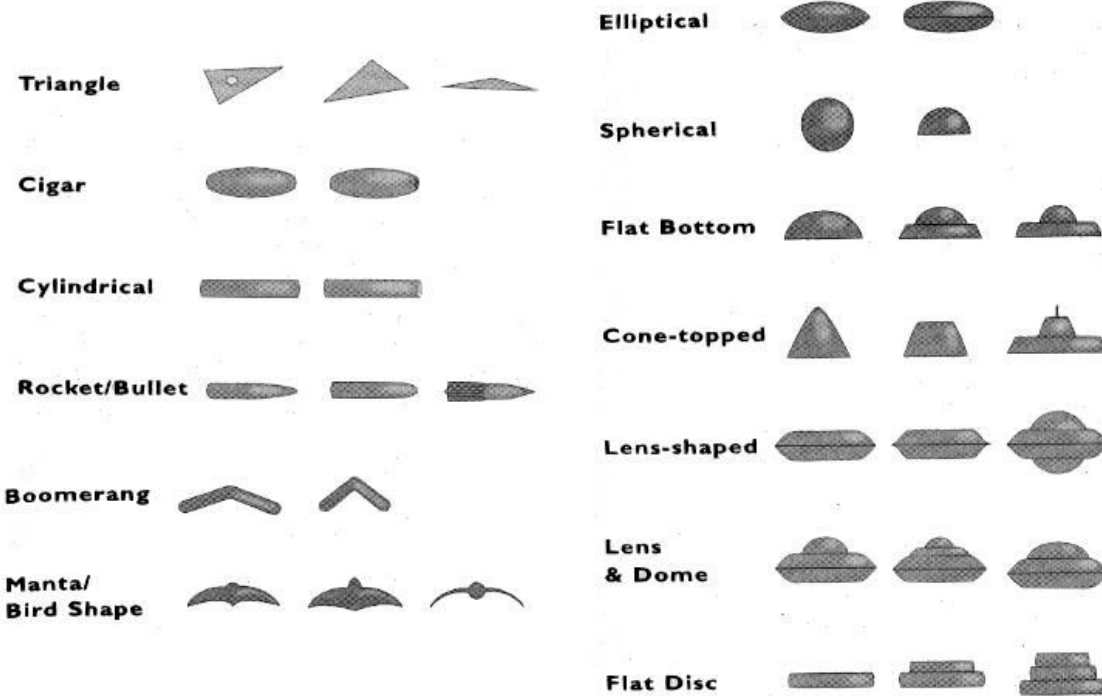 Triangle
Cigar
Cylindrical
Rocket/Bullet
Boomerang
Manta/
Bird Shape
Elliptical
Spherical
Flat Bottom
Cone-topped
Lens-shaped
Lens
& Dome
Flat Disc